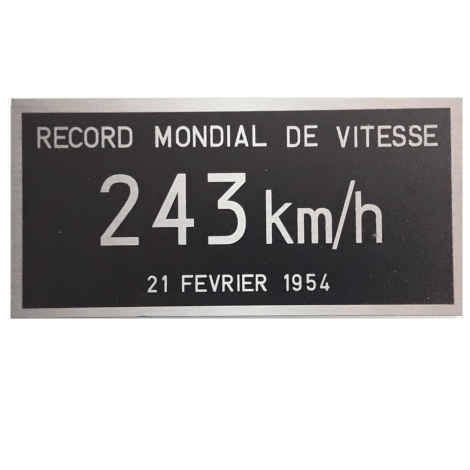 RECORD MONDIAL DE VITESSE
243 km/h
21 FEVRIER 1954